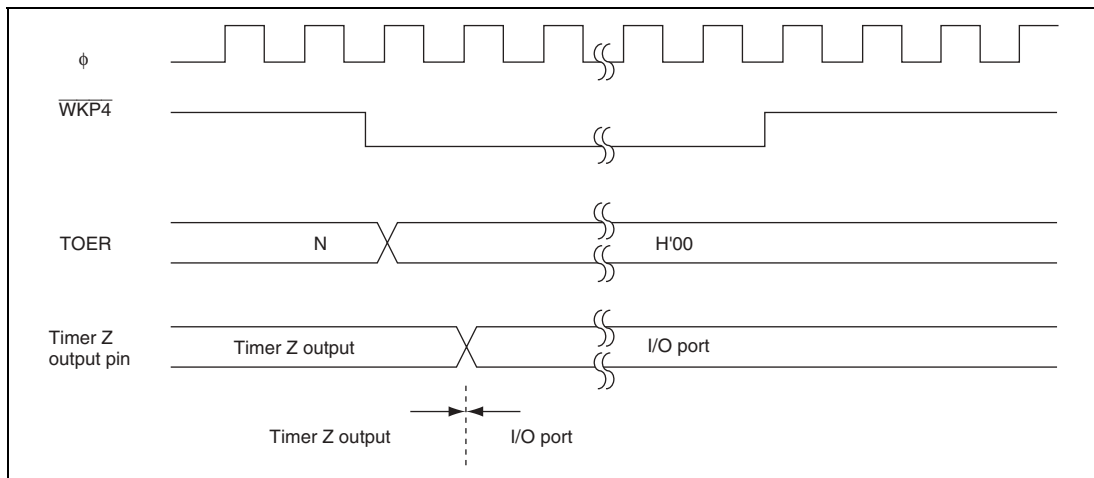 ϕ
WKP4
TOER
N
H'00
Timer Z
output pin
Timer Z output
I/O port
Timer Z output
I/O port